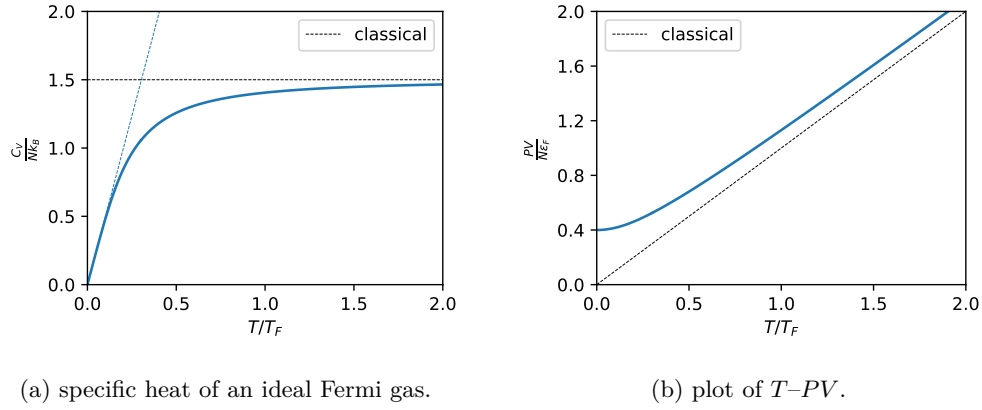 2.0
1.5
1.0
0.5
0.0
C_V/Nk_B
classical
0.0 0.5 1.0 1.5 2.0
T/T_F
(a) specific heat of an ideal Fermi gas.
2.0
1.6
1.2
0.8
0.4
0.0
PV/Nε_F
classical
0.0 0.5 1.0 1.5 2.0
T/T_F
(b) plot of T–PV.